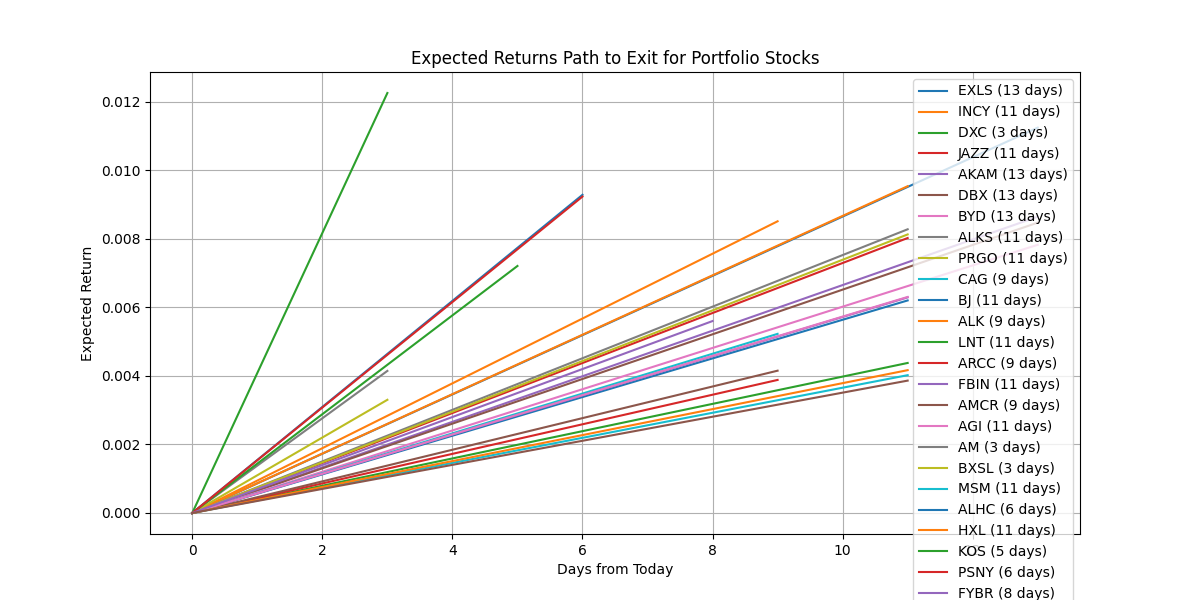 Expected Returns Path to Exit for Portfolio Stocks
Expected Return
0.012
0.010
0.008
0.006
0.004
0.002
0.000
0
2
4
6
8
10
Days from Today
EXLS (13 days)
INCY (11 days)
DXC (3 days)
JAZZ (11 days)
AKAM (13 days)
DBX (13 days)
BYD (13 days)
ALKS (11 days)
PRGO (11 days)
CAG (9 days)
BJ (11 days)
ALK (9 days)
LNT (11 days)
ARCC (9 days)
FBIN (11 days)
AMCR (9 days)
AGI (11 days)
AM (3 days)
BXSL (3 days)
MSM (11 days)
ALHC (6 days)
HXL (11 days)
KOS (5 days)
PSNY (6 days)
FYBR (8 days)